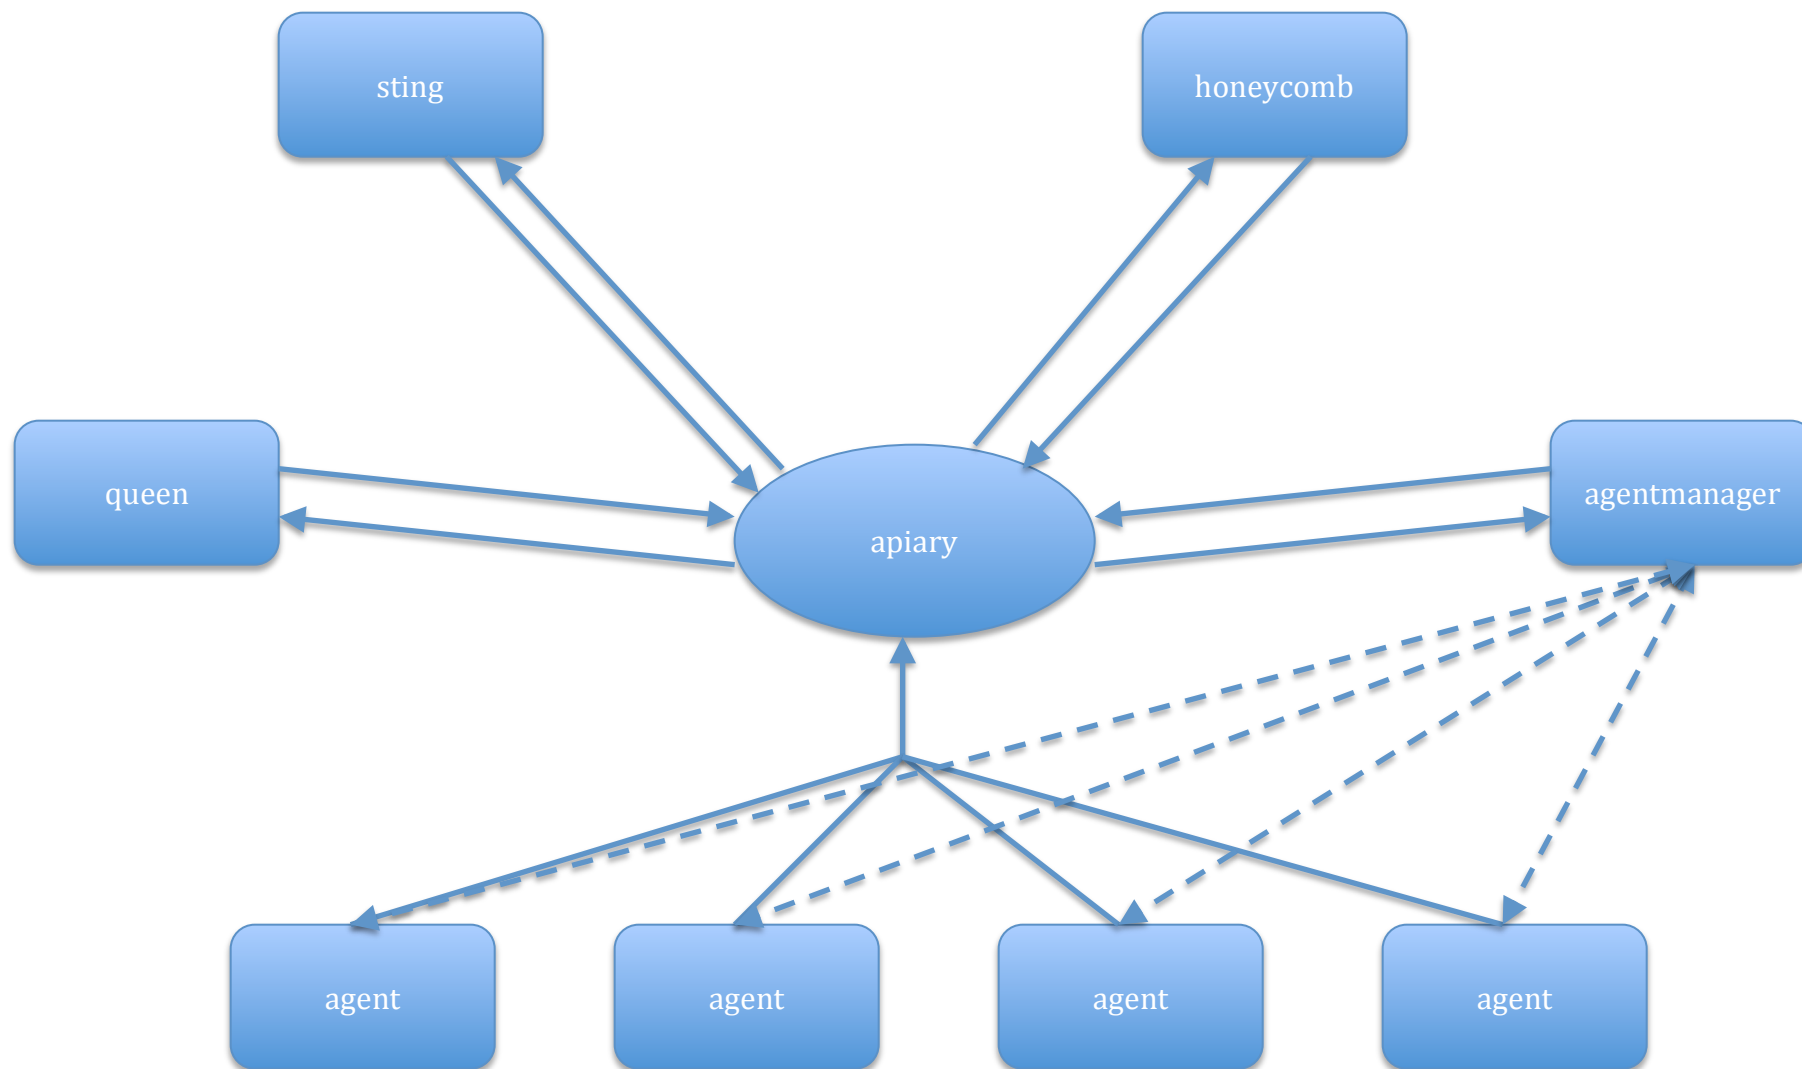 sting
honeycomb
queen
apiary
agentmanager
agent
agent
agent
agent